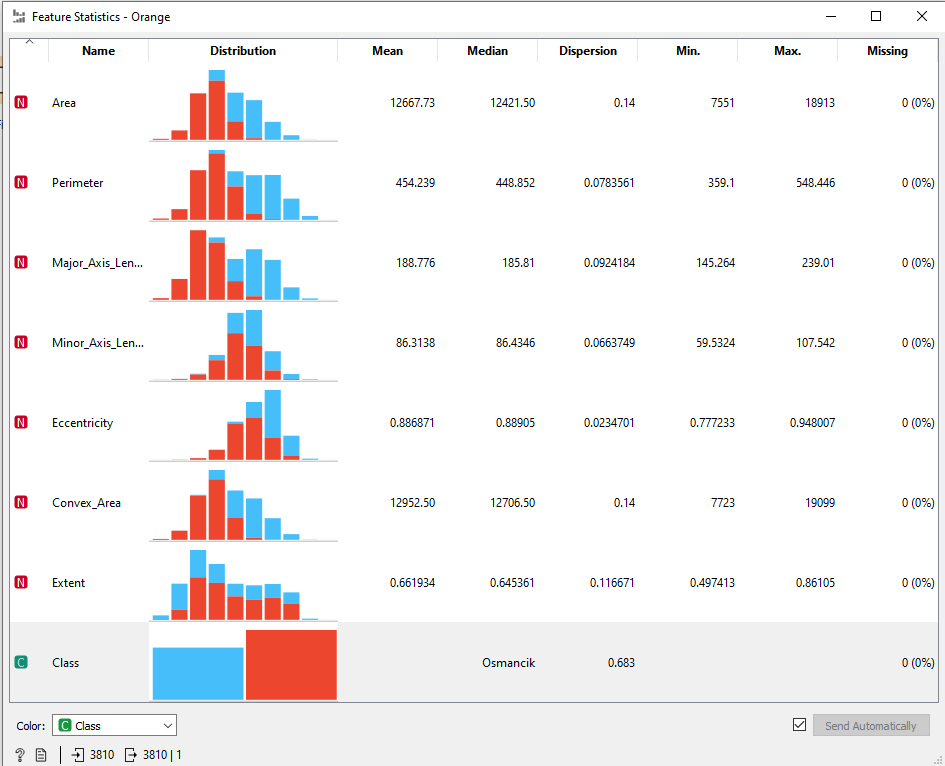 Feature Statistics - Orange
Name Distribution Mean Median Dispersion Min. Max. Missing
N Area 12667.73 12421.50 0.14 7551 18913 0 (0%)
N Perimeter 454.239 448.852 0.0783561 359.1 548.446 0 (0%)
N Major_Axis_Len... 188.776 185.81 0.0924184 145.264 239.01 0 (0%)
N Minor_Axis_Len... 86.3138 86.4346 0.0663749 59.5324 107.542 0 (0%)
N Eccentricity 0.886871 0.88905 0.0234701 0.777233 0.948007 0 (0%)
N Convex_Area 12952.50 12706.50 0.14 7723 19099 0 (0%)
N Extent 0.661934 0.645361 0.116671 0.497413 0.86105 0 (0%)
C Class Osmancik 0.683 0 (0%)
Color: C Class Send Automatically
? 3810 3810 | 1